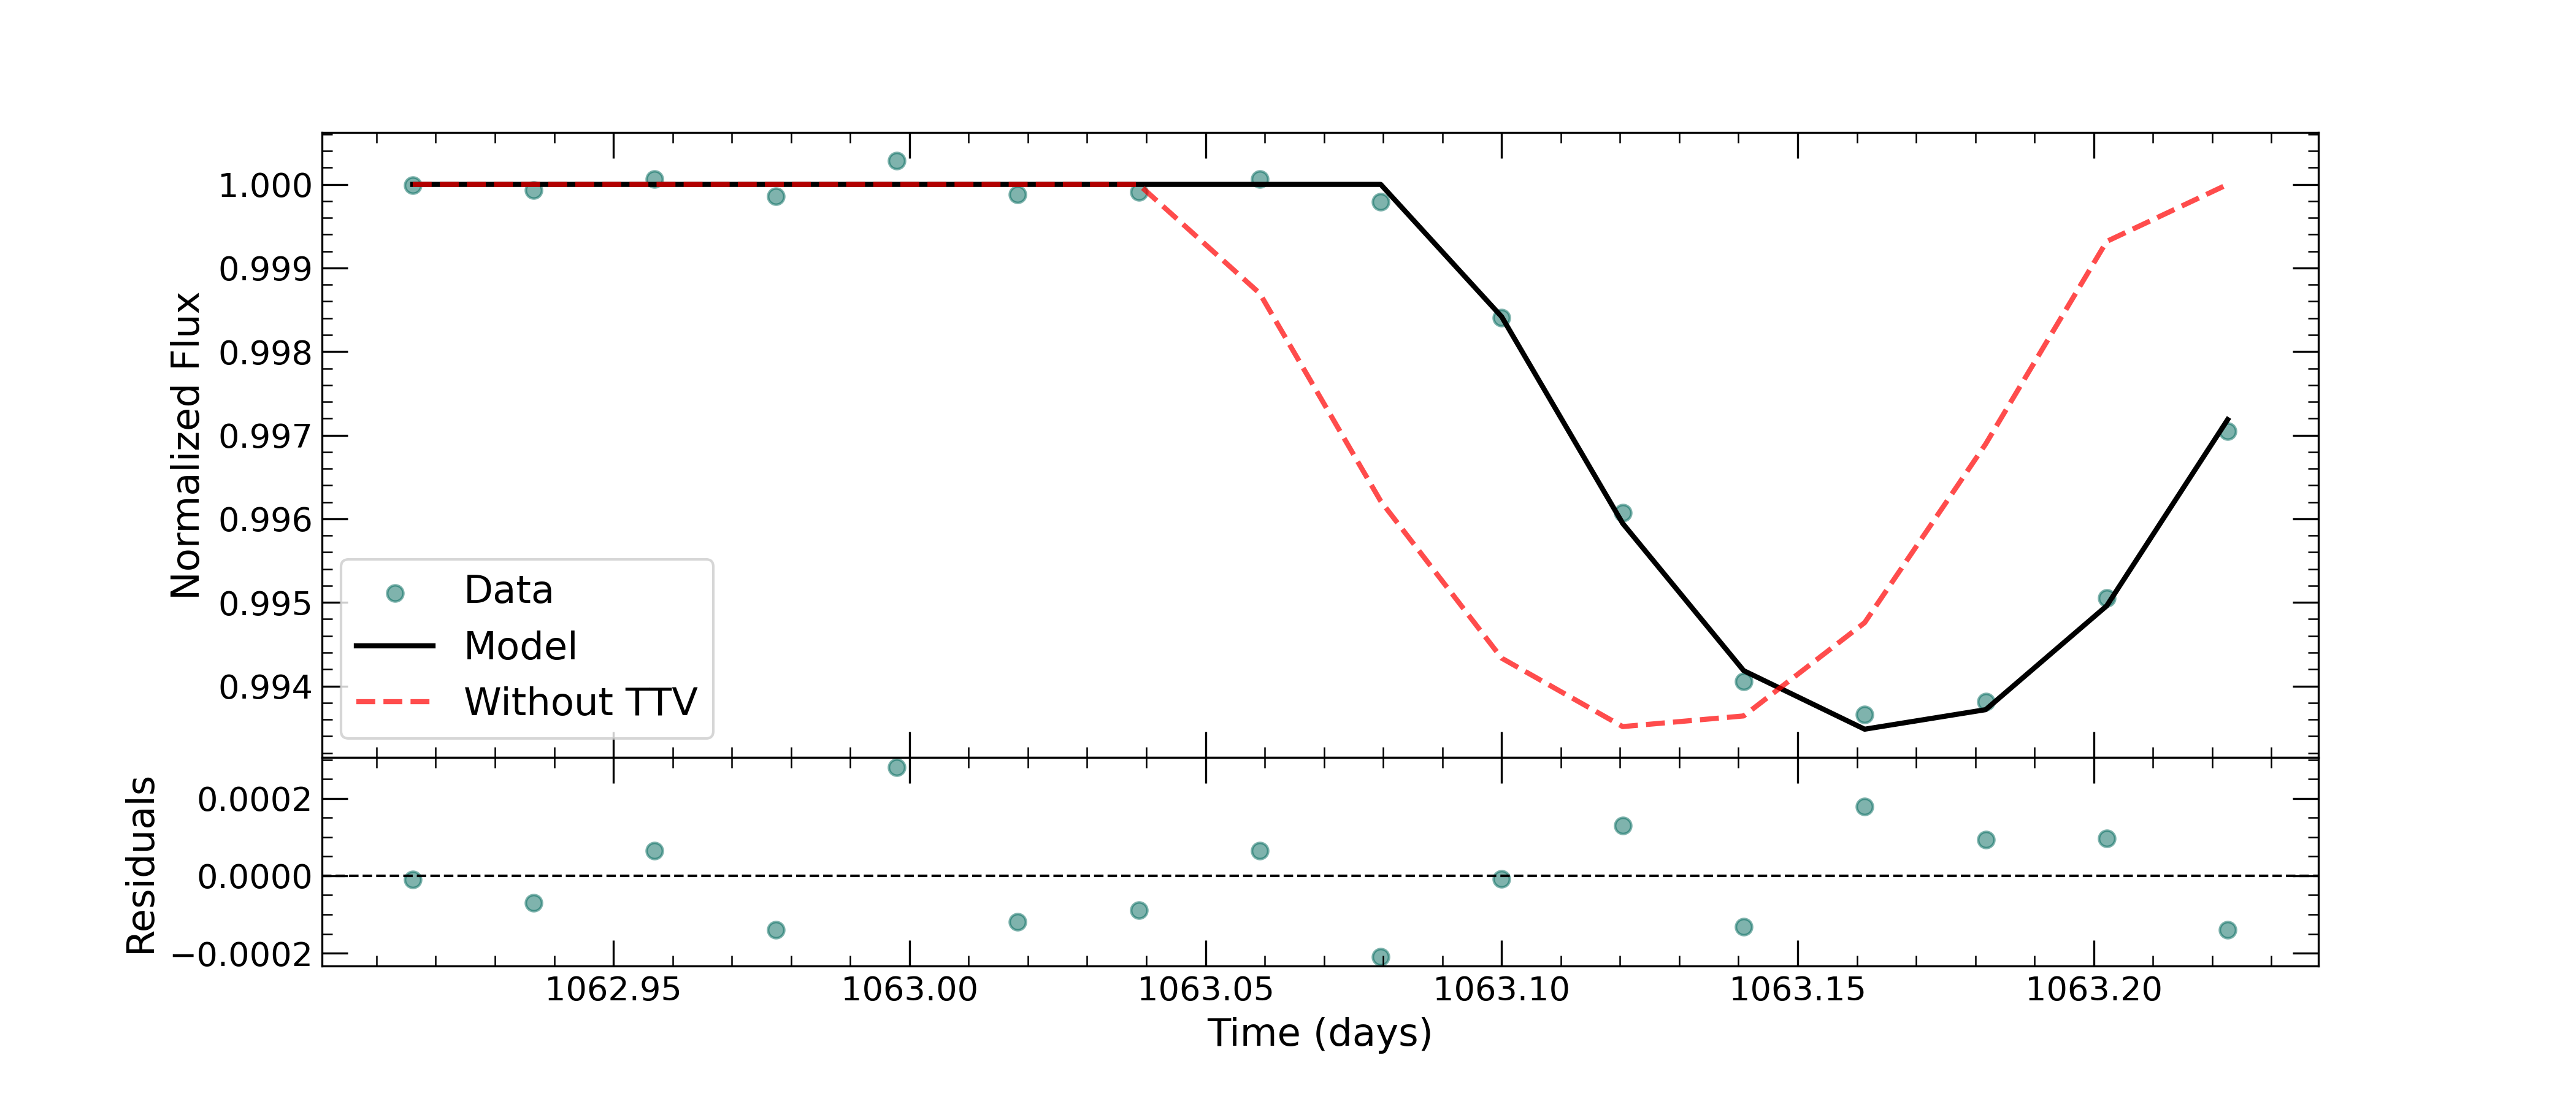 Normalized Flux
1.000
0.999
0.998
0.997
0.996
0.995
0.994
Data
Model
Without TTV
Residuals
0.0002
0.0000
−0.0002
1062.95 1063.00 1063.05 1063.10 1063.15 1063.20
Time (days)